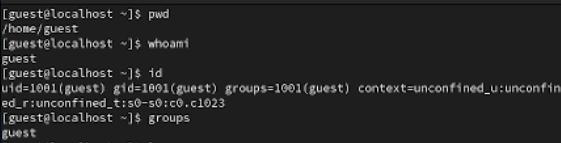 [guest@localhost ~]$ pwd
/home/guest
[guest@localhost ~]$ whoami
guest
[guest@localhost ~]$ id
uid=1001(guest) gid=1001(guest) groups=1001(guest) context=unconfined_u:unconfin
ed_r:unconfined_t:s0-s0:c0.c1023
[guest@localhost ~]$ groups
guest